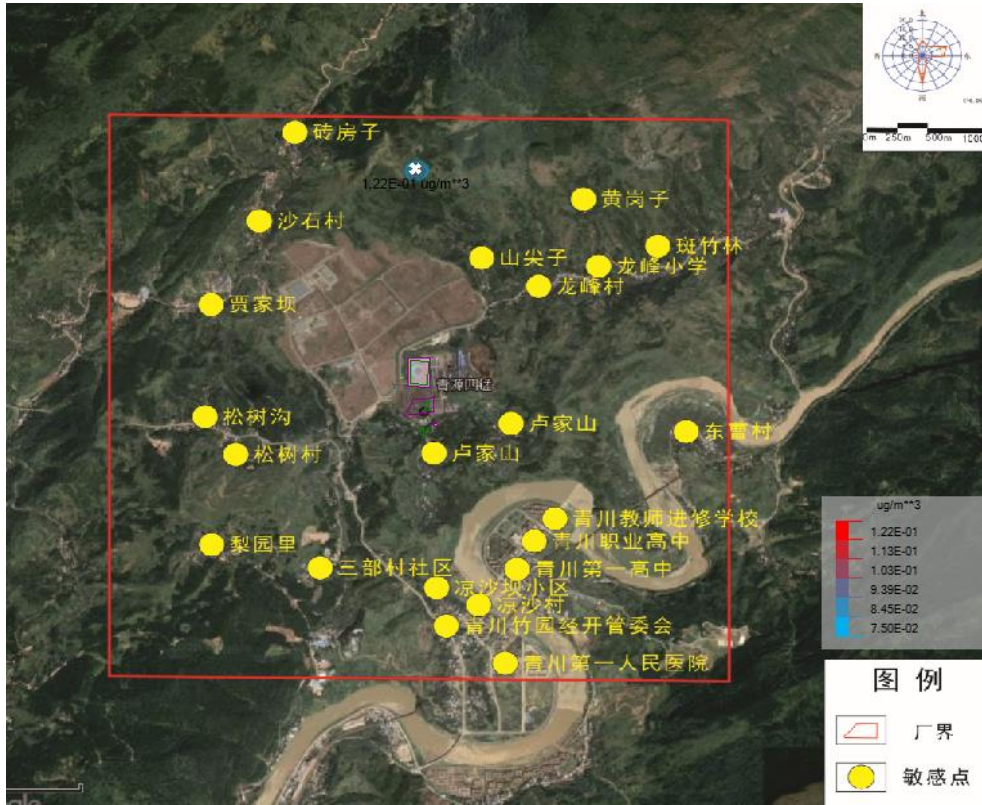 北
西
东
南
250m
500m
砖房子
1.22E-01 ug/m**3
黄岗子
沙石村
斑竹林
山尖子
龙峰小学
龙峰村
贾家坝
松树沟
卢家山
东曹村
松树村
卢家山
ug/m**3
1.22E-01
1.13E-01
1.03E-01
9.39E-02
8.45E-02
7.50E-02
青川教师进修学校
青川职业高中
梨园里
三部村社区
青川第一高中
凉沙坝小区
凉沙村
青川竹园经开管委会
青川第一人民医院
图 例
厂界
敏感点